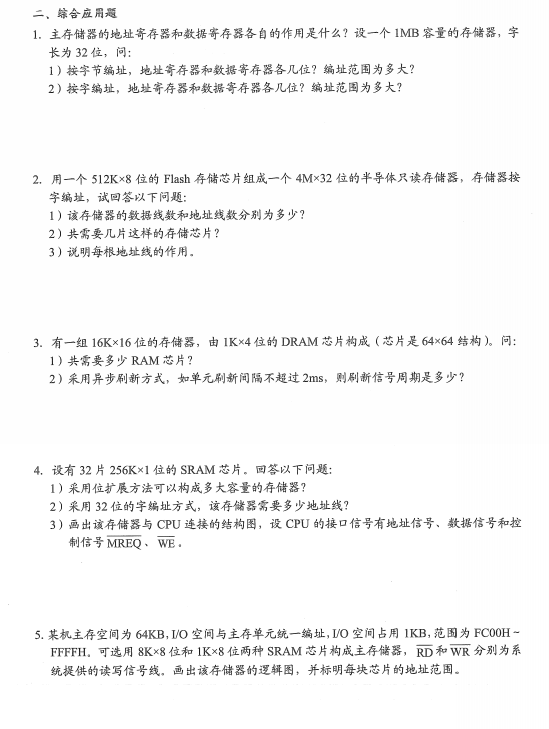 二、综合应用题
1. 主存储器的地址寄存器和数据寄存器各自的作用是什么？设一个 1MB 容量的存储器，字
长为 32 位，问：
1）按字节编址，地址寄存器和数据寄存器各几位？编址范围为多大？
2）按字编址，地址寄存器和数据寄存器各几位？编址范围为多大？
2. 用一个 512K×8 位的 Flash 存储芯片组成一个 4M×32 位的半导体只读存储器，存储器按
字编址，试回答以下问题：
1）该存储器的数据线数和地址线数分别为多少？
2）共需要几片这样的存储芯片？
3）说明每根地址线的作用。
3. 有一组 16K×16 位的存储器，由 1K×4 位的 DRAM 芯片构成（芯片是 64×64 结构）。问：
1）共需要多少 RAM 芯片？
2）采用异步刷新方式，如单元刷新间隔不超过 2ms，则刷新信号周期是多少？
4. 设有 32 片 256K×1 位的 SRAM 芯片。回答以下问题：
1）采用位扩展方法可以构成多大容量的存储器？
2）采用 32 位的字编址方式，该存储器需要多少地址线？
3）画出该存储器与 CPU 连接的结构图，设 CPU 的接口信号有地址信号、数据信号和控
制信号 M̅R̅E̅Q̅、W̅E̅。
5. 某机主存空间为 64KB，I/O 空间与主存单元统一编址，I/O 空间占用 1KB，范围为 FC00H～
FFFFH。可选用 8K×8 位和 1K×8 位两种 SRAM 芯片构成主存储器，R̅D̅ 和 W̅R̅ 分别为系
统提供的读写信号线。画出该存储器的逻辑图，并标明每块芯片的地址范围。